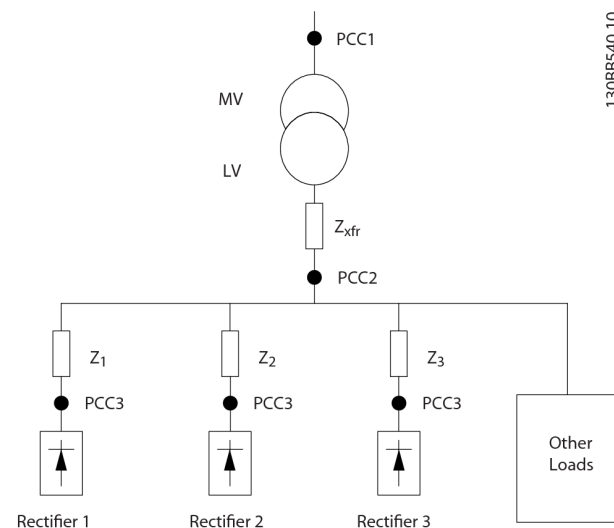 PCC1
130BB540.10
MV
LV
Zxfr
PCC2
Z1
Z2
Z3
PCC3
PCC3
PCC3
Other
Loads
Rectifier 1
Rectifier 2
Rectifier 3